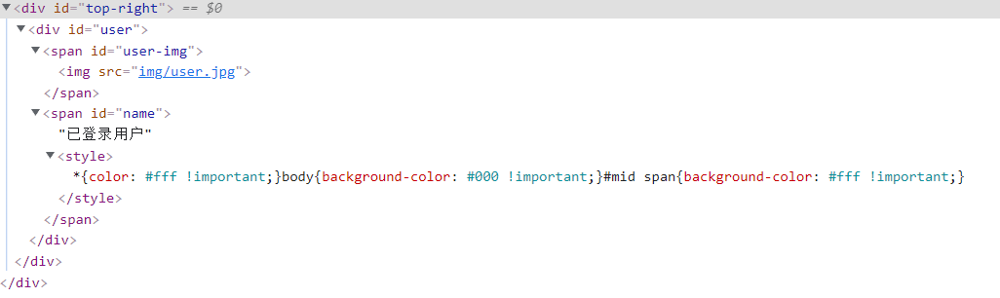 <div id="top-right"> == $0
<div id="user">
<span id="user-img">
<img src="img/user.jpg">
</span>
<span id="name">
"已登录用户"
<style>
*{color: #fff !important;}body{background-color: #000 !important;}#mid span{background-color: #fff !important;}
</style>
</span>
</div>
</div>
</div>